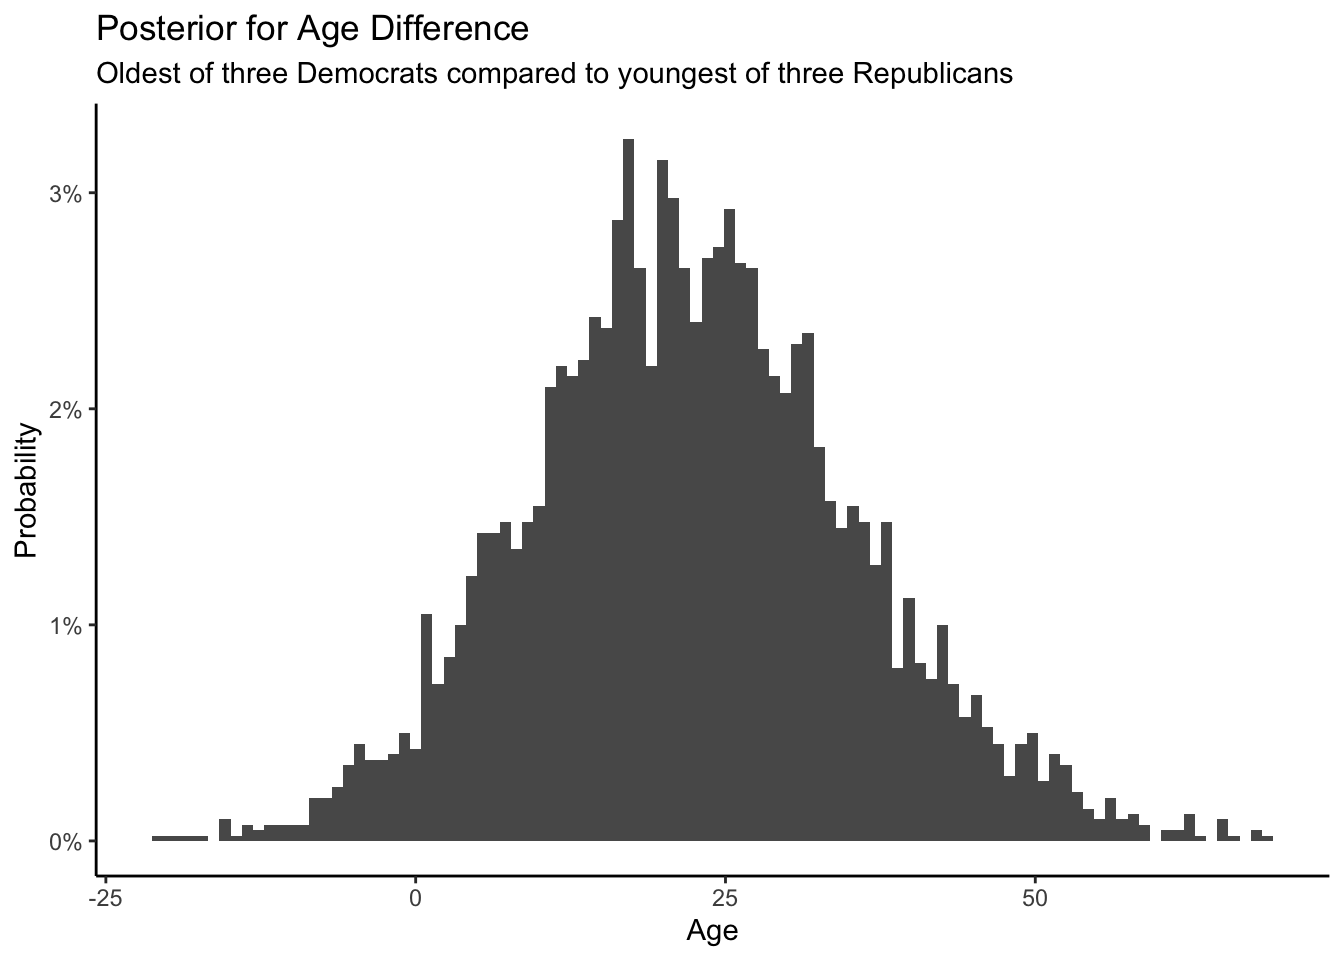 Posterior for Age Difference
Oldest of three Democrats compared to youngest of three Republicans
3%
2%
1%
0%
Probability
-25
0
25
50
Age